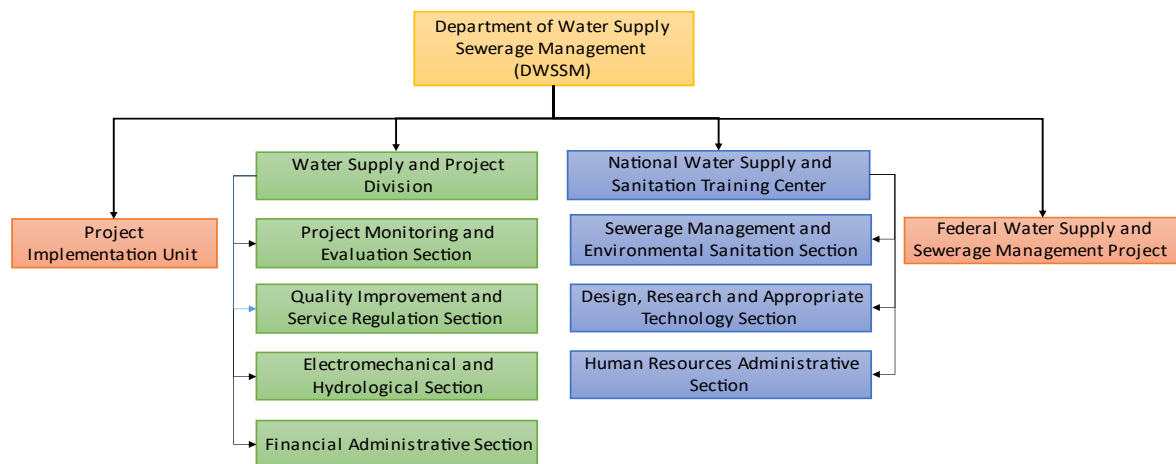 Department of Water Supply
Sewerage Management
(DWSSM)
Water Supply and Project
Division
National Water Supply and
Sanitation Training Center
Project
Implementation Unit
Project Monitoring and
Evaluation Section
Sewerage Management and
Environmental Sanitation Section
Federal Water Supply and
Sewerage Management Project
Quality Improvement and
Service Regulation Section
Design, Research and Appropriate
Technology Section
Electromechanical and
Hydrological Section
Human Resources Administrative
Section
Financial Administrative Section